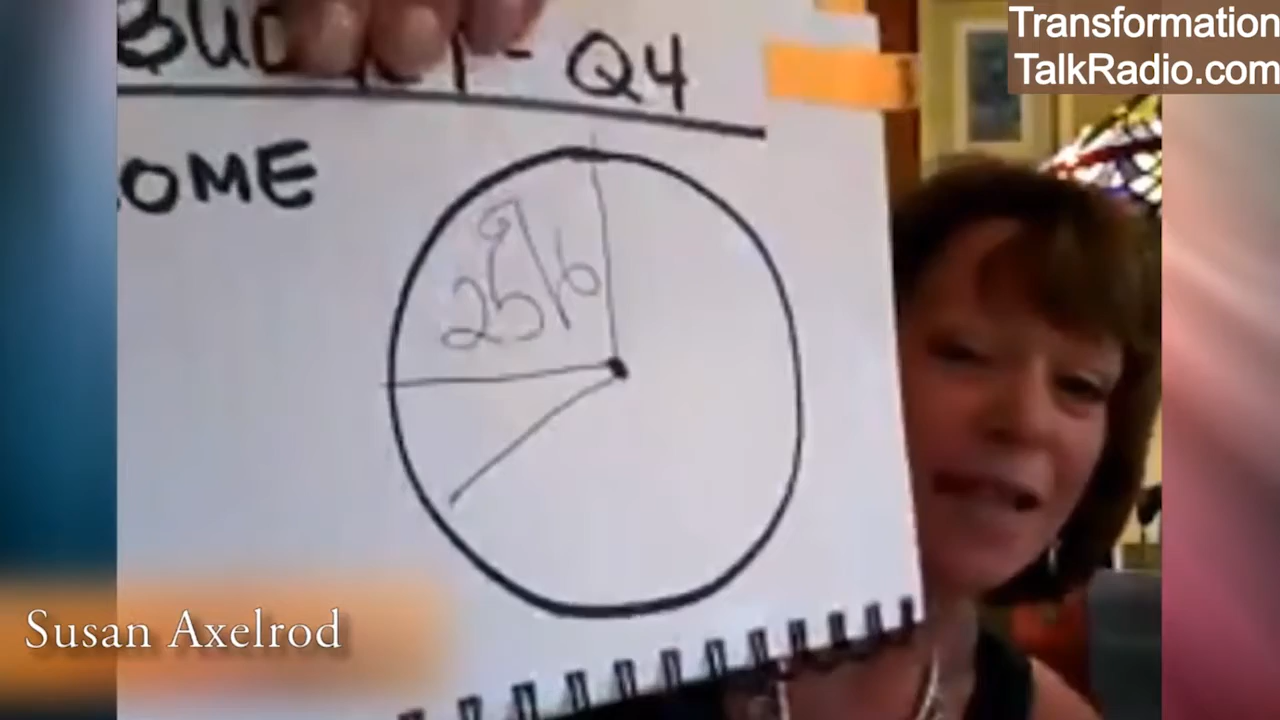 Transformation
TalkRadio.com
Q4
OME
25%
Susan Axelrod